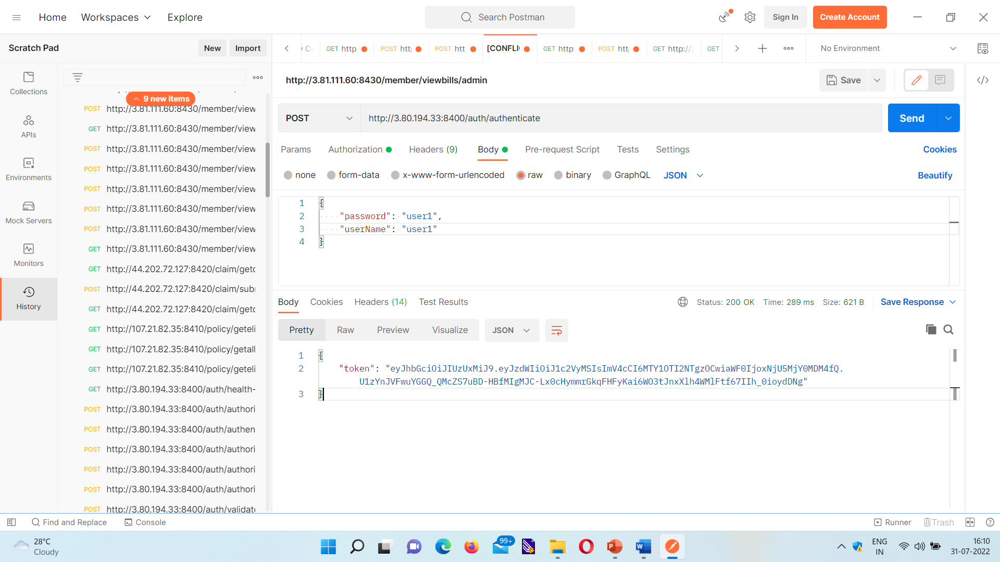 Home
Workspaces
Explore
Search Postman
Sign In
Create Account
Scratch Pad
New
Import
GET http
POST htt
POST htt
[CONFLI
GET http:
POST htt
GET http://
GET
No Environment
http://3.81.111.60:8430/member/viewbills/admin
Save
9 new items
Collections
APIs
Environments
Mock Servers
Monitors
History
POST http://3.81.111.60:8430/member/view
GET http://3.81.111.60:8430/member/view
POST http://3.81.111.60:8430/member/view
POST http://3.81.111.60:8430/member/view
POST http://3.81.111.60:8430/member/view
POST http://3.81.111.60:8430/member/view
POST http://3.81.111.60:8430/member/view
GET http://3.81.111.60:8430/member/view
GET http://44.202.72.127:8420/claim/getc
POST http://44.202.72.127:8420/claim/sub
GET http://44.202.72.127:8420/claim/getc
GET http://107.21.82.35:8410/policy/geteli
GET http://107.21.82.35:8410/policy/getall
GET http://107.21.82.35:8410/policy/geteli
GET http://3.80.194.33:8400/auth/health-
POST http://3.80.194.33:8400/auth/authori
POST http://3.80.194.33:8400/auth/authen
POST http://3.80.194.33:8400/auth/authori
POST http://3.80.194.33:8400/auth/authori
POST http://3.80.194.33:8400/auth/authori
POST http://3.80.194.33:8400/auth/validate
POST
http://3.80.194.33:8400/auth/authenticate
Send
Params Authorization Headers (9) Body Pre-request Script Tests Settings Cookies
none form-data x-www-form-urlencoded raw binary GraphQL JSON Beautify
1 {
2 "password": "user1",
3 "userName": "user1"
4 }
Body Cookies Headers (14) Test Results
Status: 200 OK Time: 289 ms Size: 621 B Save Response
Pretty Raw Preview Visualize JSON
1 {
2 "token": "eyJhbGciOiJIUzUxMiJ9.eyJzdWIiOiJ1c2VyMSIsImV4cCI6MTY1OTI2NTgzOCwiaWF0IjoxNjU5MjY0MDM4fQ.
U1zYnJVFwuYGGQ_QMcZS7uBD-HBfMIgMJC-Lx0cHymmrGkqFHFyKai6WO3tJnxXlh4WMlFtf67IIh_0ioydDNg"
3 }
Find and Replace
Console
Runner
Trash
28°C
Cloudy
99+
ENG
IN
16:10
31-07-2022